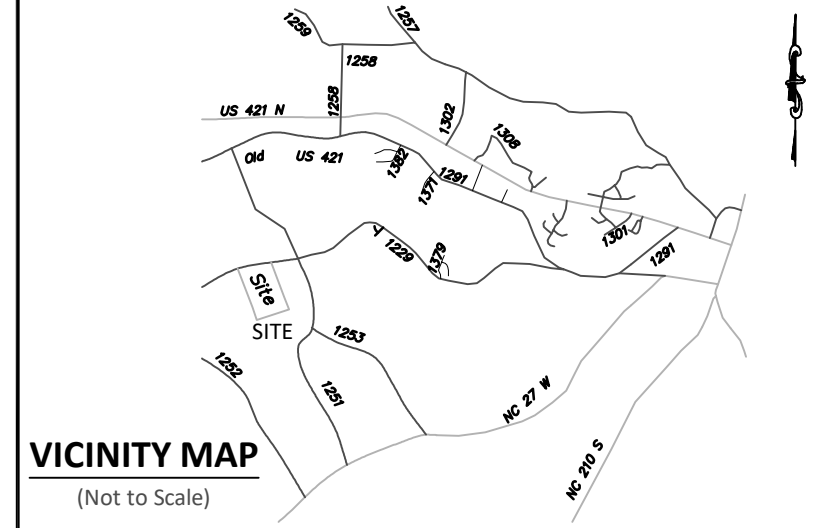 1259
1257
1258
1258
US 421 N
1302
1308
Old US 421
1382
1291
1371
1301
1229
1379
1291
Site
SITE
1253
1252
1251
NC 27 W
NC 210 S
VICINITY MAP
(Not to Scale)